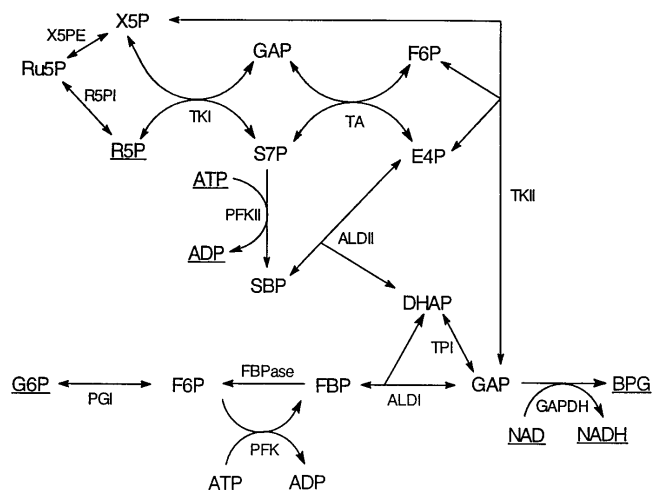 X5P
X5PE
GAP
F6P
Ru5P
R5PI
TKI
TA
R5P
S7P
E4P
ATP
PFKII
TKII
ADP
ALDII
SBP
DHAP
TPI
FBPase
G6P
F6P
FBP
GAP
BPG
PGI
ALDI
GAPDH
PFK
NAD
NADH
ATP
ADP